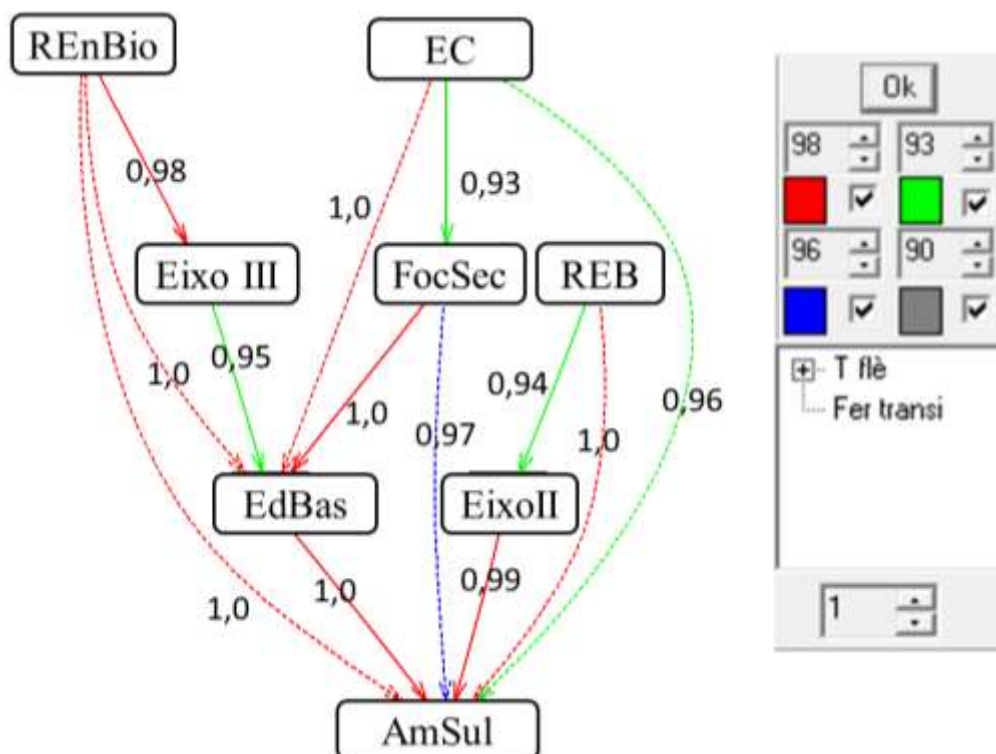 REnBio
EC
Ok
98
93
0,98
0,93
1,0
96
90
Eixo III
FocSec
REB
0,95
1,0
0,94
0,96
1,0
0,97
1,0
T flè
Fer transi
EdBas
EixoII
1,0
1,0
0,99
1
AmSul